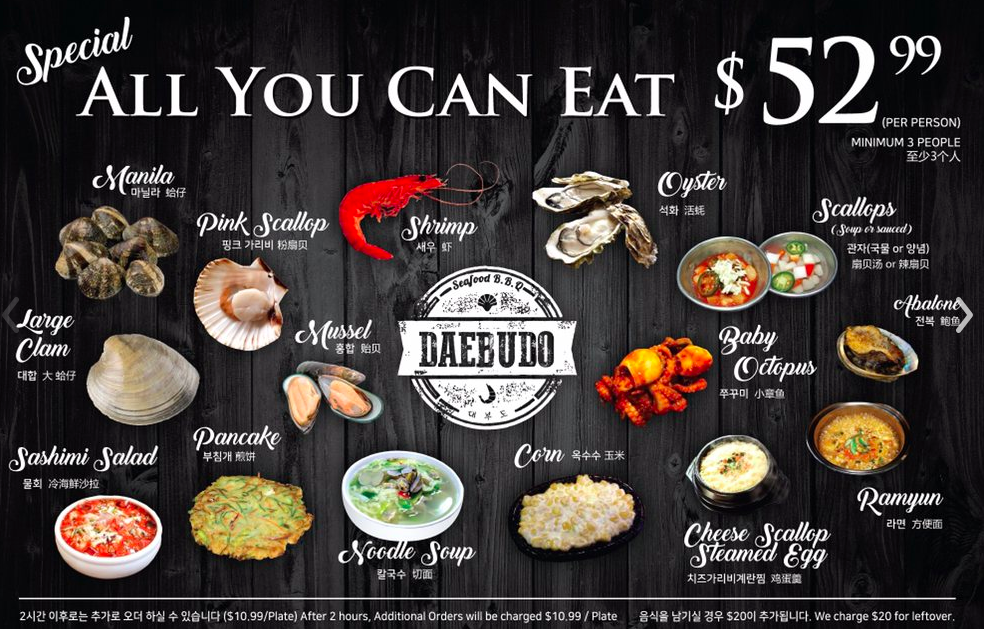 Special
ALL YOU CAN EAT
$52.99
(PER PERSON)
MINIMUM 3 PEOPLE
至少3个人
Manila
마닐라 蛤仔
Pink Scallop
핑크 가리비 粉扇贝
Shrimp
새우 虾
Oyster
석화 活蚝
Scallops
(Soup or sauced)
관자(국물 or 양념)
扇贝汤 or 辣扇贝
Large
Clam
대합 大 蛤仔
Mussel
홍합 贻贝
Seafood B.B.Q
DAEBUDO
대부도
Baby
Octopus
쭈꾸미 小章鱼
Abalone
전복 鲍鱼
Sashimi Salad
물회 冷海鲜沙拉
Pancake
부침개 煎饼
Noodle Soup
칼국수 切面
Corn 옥수수 玉米
Cheese Scallop
Steamed Egg
치즈가리비계란찜 鸡蛋羹
Ramyun
라면 方便面
2시간 이후로는 추가로 오더 하실 수 있습니다 ($10.99/Plate) After 2 hours, Additional Orders will be charged $10.99 / Plate
음식을 남기실 경우 $20이 추가됩니다. We charge $20 for leftover.